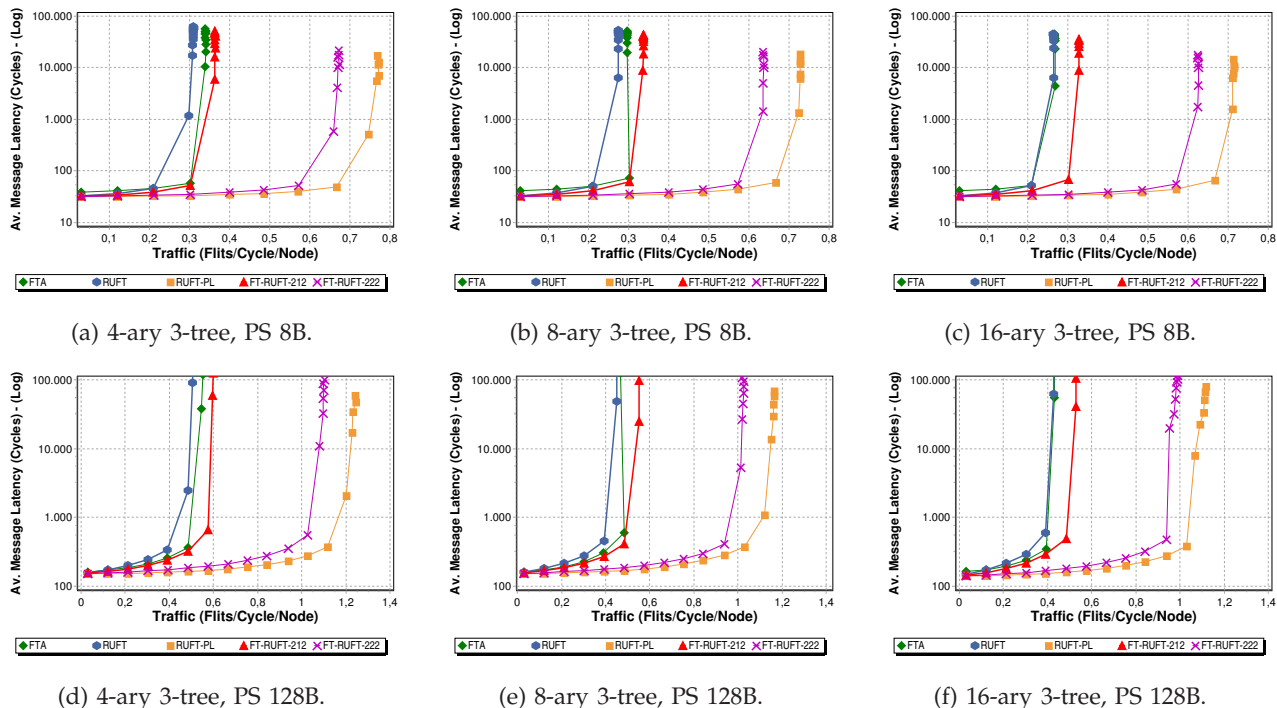 Av. Message Latency (Cycles) - (Log)
100.000
10.000
1.000
100
10
0,1 0,2 0,3 0,4 0,5 0,6 0,7 0,8
Traffic (Flits/Cycle/Node)
FTA RUFT RUFT-PL FT-RUFT-212 FT-RUFT-222
(a) 4-ary 3-tree, PS 8B.
Av. Message Latency (Cycles) - (Log)
100.000
10.000
1.000
100
10
0,1 0,2 0,3 0,4 0,5 0,6 0,7 0,8
Traffic (Flits/Cycle/Node)
FTA RUFT RUFT-PL FT-RUFT-212 FT-RUFT-222
(b) 8-ary 3-tree, PS 8B.
Av. Message Latency (Cycles) - (Log)
100.000
10.000
1.000
100
10
0,1 0,2 0,3 0,4 0,5 0,6 0,7 0,8
Traffic (Flits/Cycle/Node)
FTA RUFT RUFT-PL FT-RUFT-212 FT-RUFT-222
(c) 16-ary 3-tree, PS 8B.
Av. Message Latency (Cycles) - (Log)
100.000
10.000
1.000
100
0 0,2 0,4 0,6 0,8 1 1,2 1,4
Traffic (Flits/Cycle/Node)
FTA RUFT RUFT-PL FT-RUFT-212 FT-RUFT-222
(d) 4-ary 3-tree, PS 128B.
Av. Message Latency (Cycles) - (Log)
100.000
10.000
1.000
100
0 0,2 0,4 0,6 0,8 1 1,2 1,4
Traffic (Flits/Cycle/Node)
FTA RUFT RUFT-PL FT-RUFT-212 FT-RUFT-222
(e) 8-ary 3-tree, PS 128B.
Av. Message Latency (Cycles) - (Log)
100.000
10.000
1.000
100
0 0,2 0,4 0,6 0,8 1 1,2 1,4
Traffic (Flits/Cycle/Node)
FTA RUFT RUFT-PL FT-RUFT-212 FT-RUFT-222
(f) 16-ary 3-tree, PS 128B.